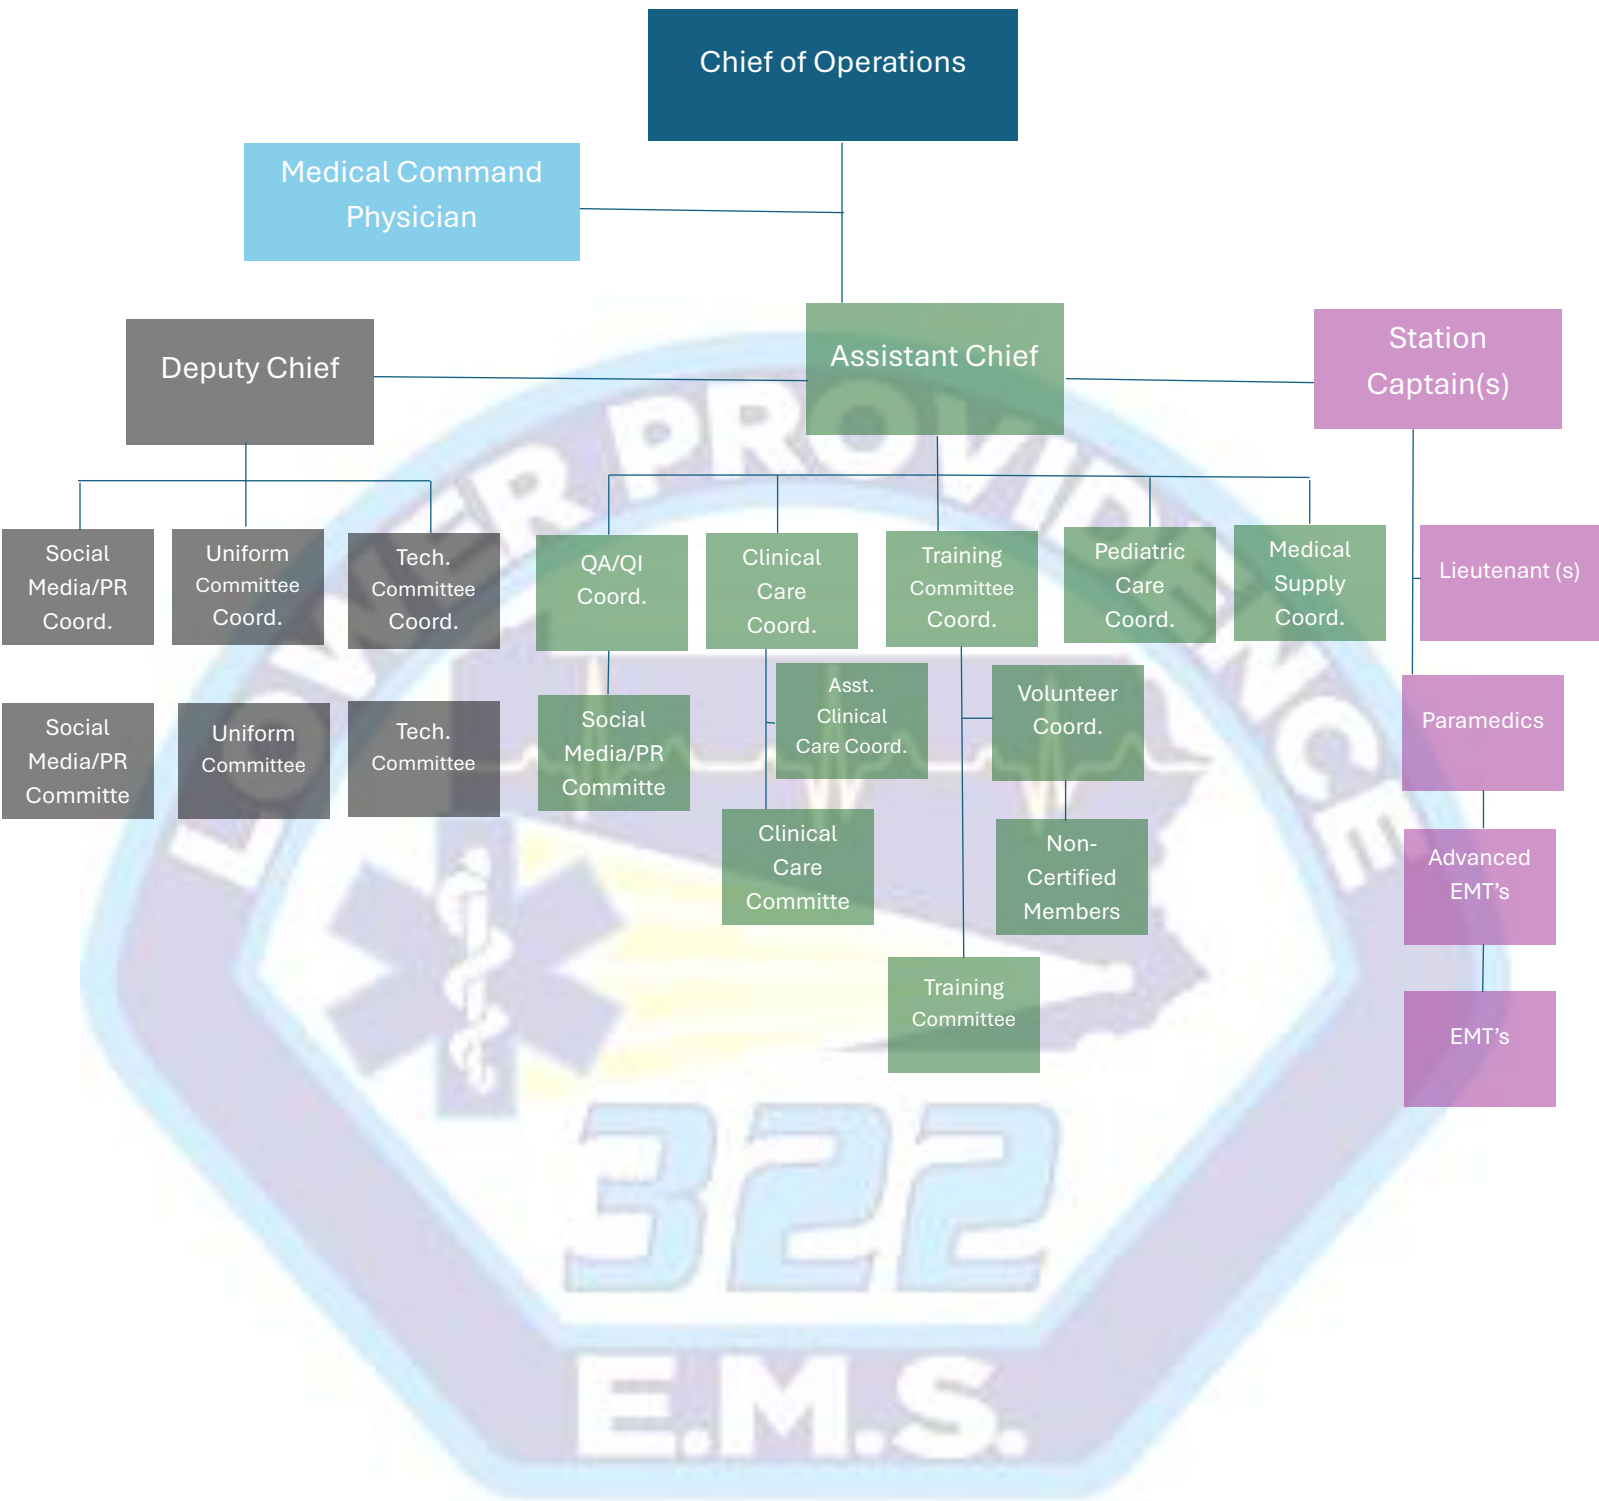 Chief of Operations
Medical Command
Physician
Deputy Chief
Assistant Chief
Station
Captain(s)
Social
Media/PR
Coord.
Uniform
Committee
Coord.
Tech.
Committee
Coord.
QA/QI
Coord.
Clinical
Care
Coord.
Training
Committee
Coord.
Pediatric
Care
Coord.
Medical
Supply
Coord.
Lieutenant (s)
Social
Media/PR
Committe
Uniform
Committee
Tech.
Committee
Social
Media/PR
Committe
Asst.
Clinical
Care Coord.
Volunteer
Coord.
Paramedics
Clinical
Care
Committe
Non-
Certified
Members
Advanced
EMT’s
Training
Committee
EMT’s
LOWER PROVIDENCE
322
E.M.S.